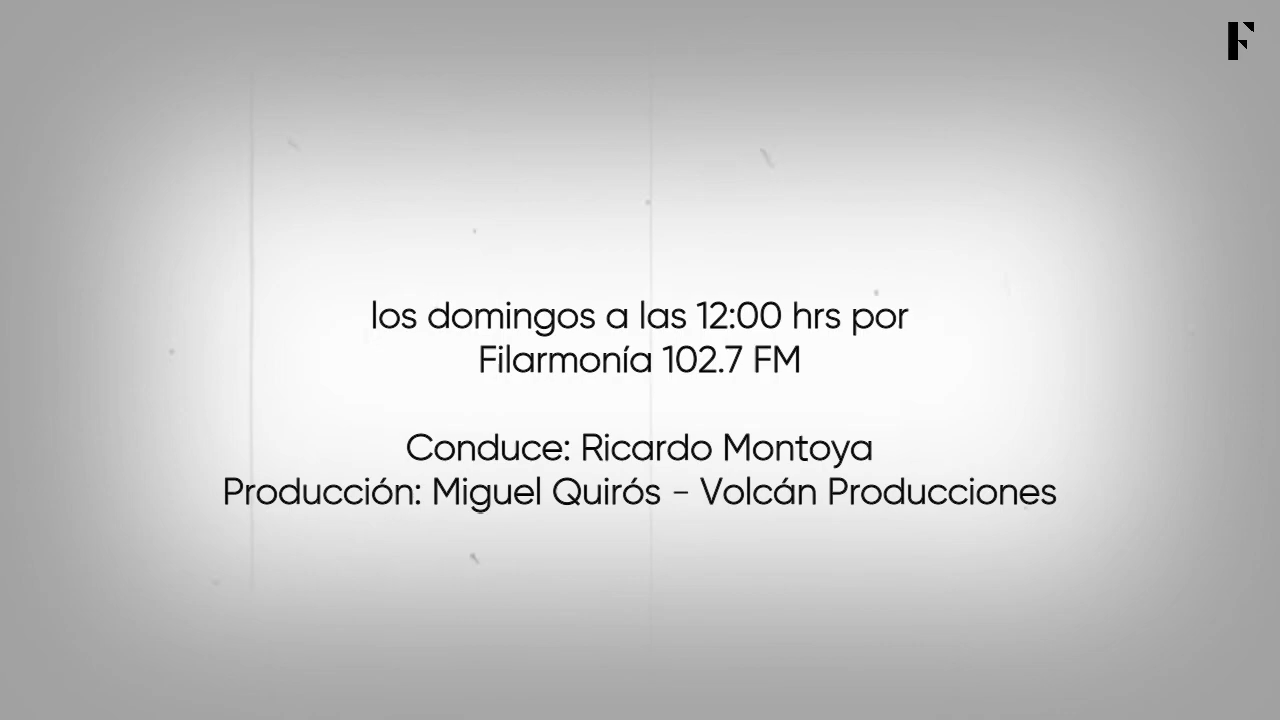 F
los domingos a las 12:00 hrs por
Filarmonía 102.7 FM
Conduce: Ricardo Montoya
Producción: Miguel Quirós - Volcán Producciones